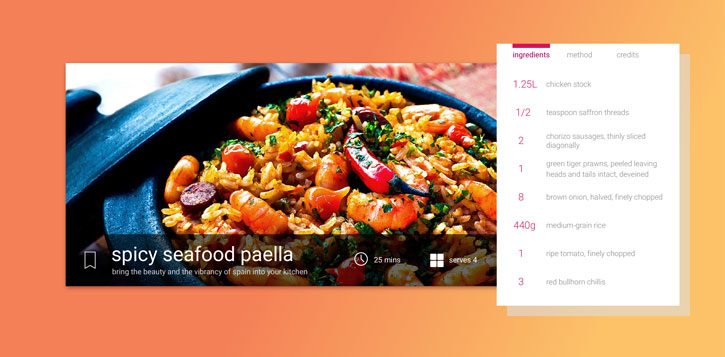 ingredients method credits
1.25L chicken stock
1/2 teaspoon saffron threads
2 chorizo sausages, thinly sliced
diagonally
1 green tiger prawns, peeled leaving
heads and tails intact, deveined
8 brown onion, halved, finely chopped
440g medium-grain rice
1 ripe tomato, finely chopped
3 red bullhorn chillis
spicy seafood paella
bring the beauty and the vibrancy of spain into your kitchen
25 mins
serves 4